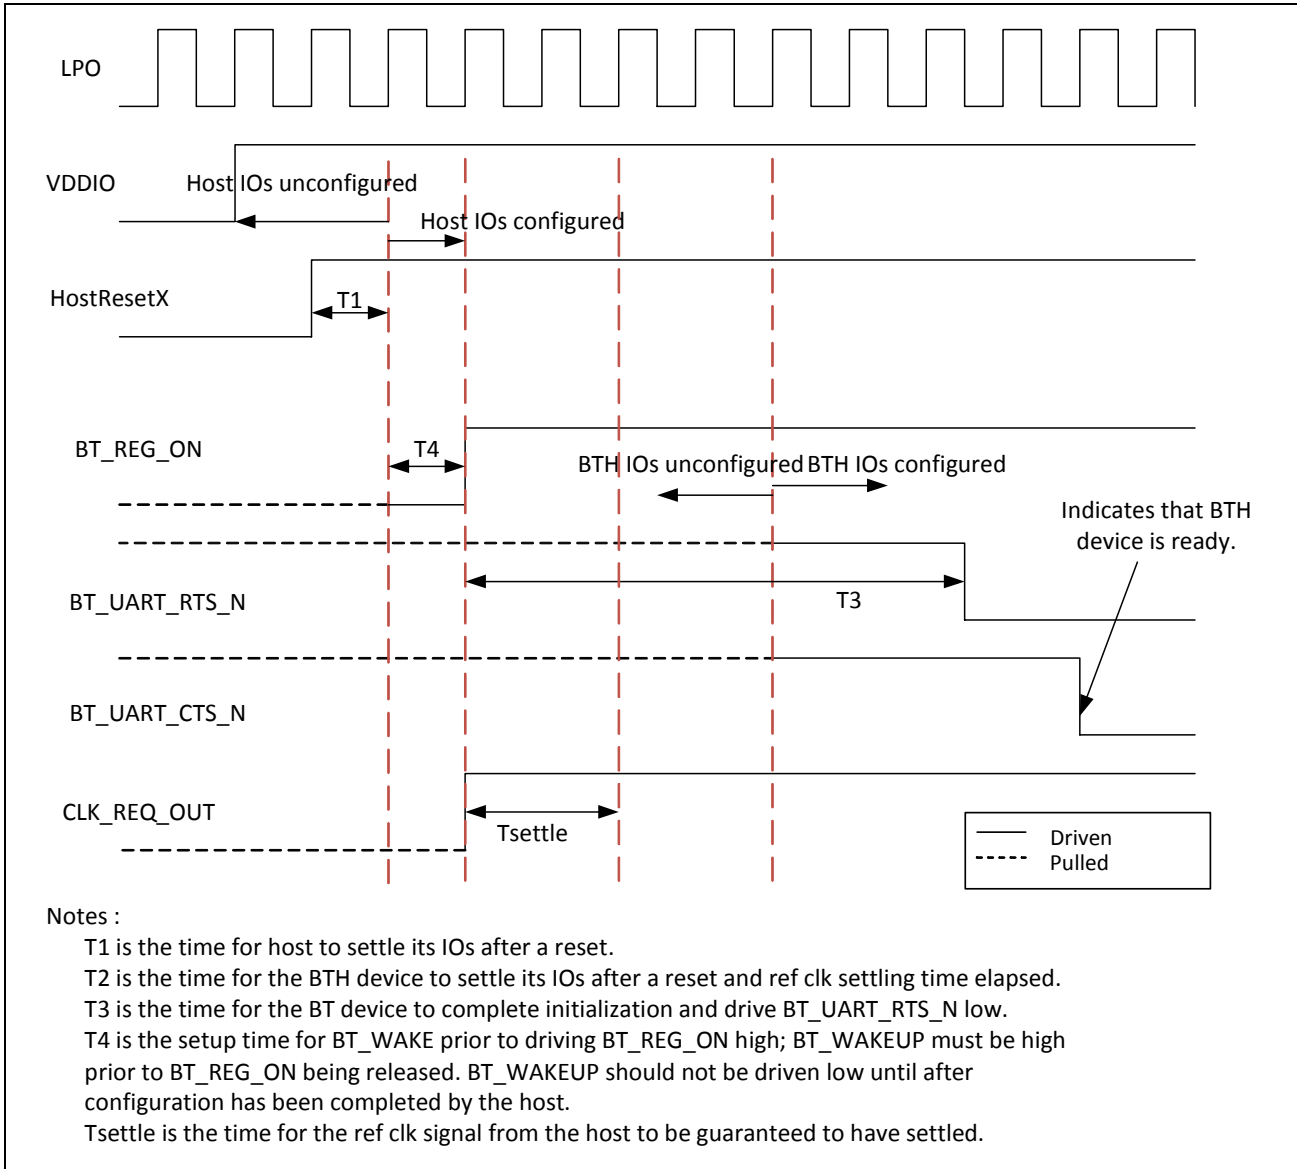 LPO
VDDIO
Host IOs unconfigured
Host IOs configured
HostResetX
T1
BT_REG_ON
T4
BTH IOs unconfigured
BTH IOs configured
Indicates that BTH
device is ready.
BT_UART_RTS_N
T3
BT_UART_CTS_N
CLK_REQ_OUT
Tsettle
Driven
Pulled
Notes :
T1 is the time for host to settle its IOs after a reset.
T2 is the time for the BTH device to settle its IOs after a reset and ref clk settling time elapsed.
T3 is the time for the BT device to complete initialization and drive BT_UART_RTS_N low.
T4 is the setup time for BT_WAKE prior to driving BT_REG_ON high; BT_WAKEUP must be high
prior to BT_REG_ON being released. BT_WAKEUP should not be driven low until after
configuration has been completed by the host.
Tsettle is the time for the ref clk signal from the host to be guaranteed to have settled.